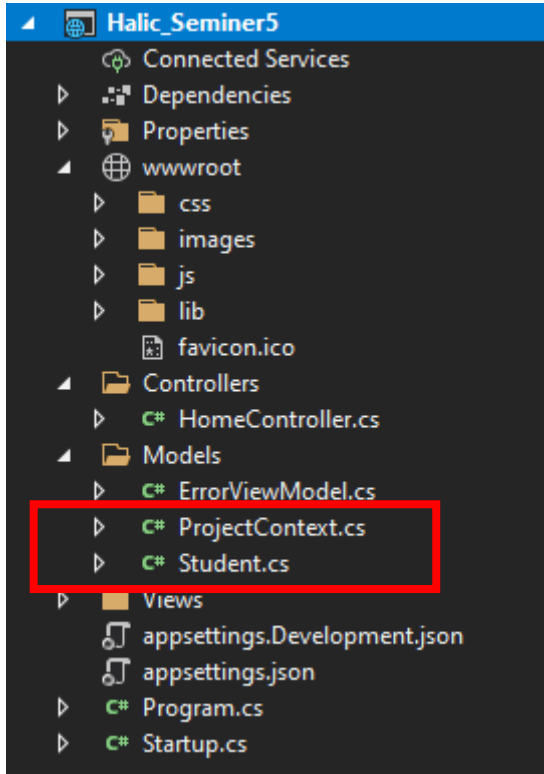 Halic_Seminer5
Connected Services
Dependencies
Properties
wwwroot
css
images
js
lib
favicon.ico
Controllers
C# HomeController.cs
Models
C# ErrorViewModel.cs
C# ProjectContext.cs
C# Student.cs
Views
appsettings.Development.json
appsettings.json
C# Program.cs
C# Startup.cs